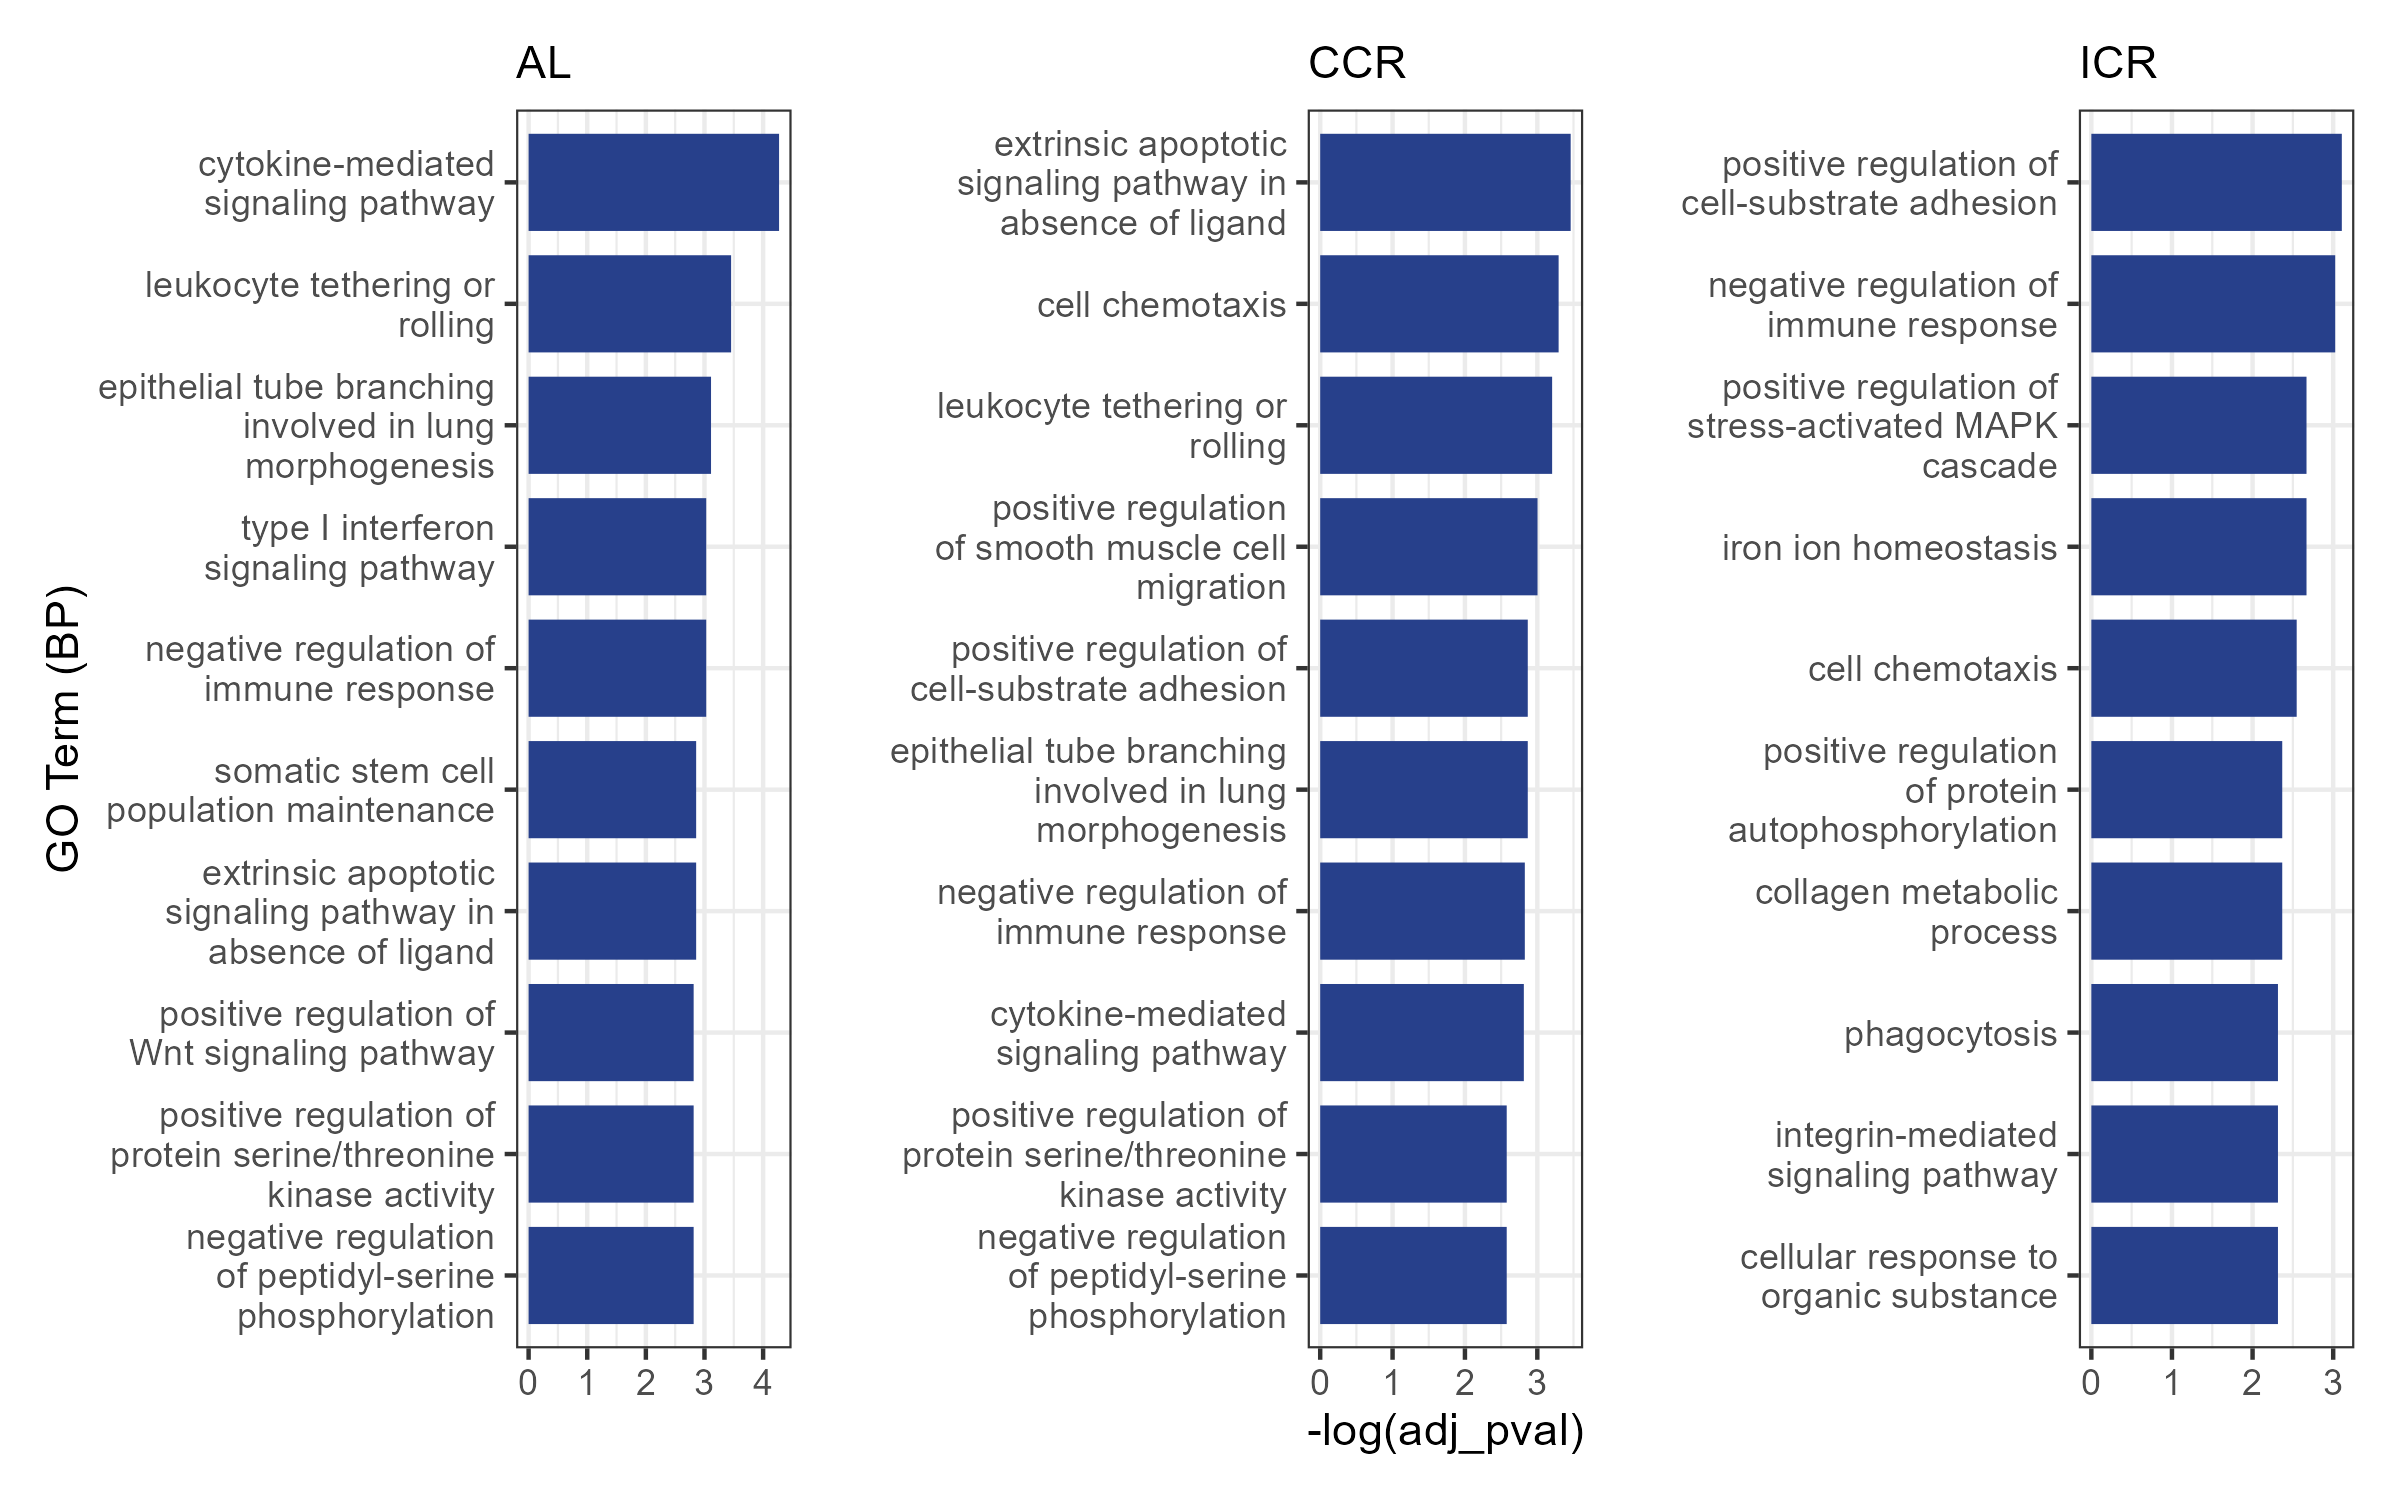 AL
cytokine-mediated
signaling pathway
leukocyte tethering or
rolling
epithelial tube branching
involved in lung
morphogenesis
type I interferon
signaling pathway
negative regulation of
immune response
somatic stem cell
population maintenance
extrinsic apoptotic
signaling pathway in
absence of ligand
positive regulation of
Wnt signaling pathway
positive regulation of
protein serine/threonine
kinase activity
negative regulation
of peptidyl-serine
phosphorylation
0 1 2 3 4
GO Term (BP)
CCR
extrinsic apoptotic
signaling pathway in
absence of ligand
cell chemotaxis
leukocyte tethering or
rolling
positive regulation
of smooth muscle cell
migration
positive regulation of
cell-substrate adhesion
epithelial tube branching
involved in lung
morphogenesis
negative regulation of
immune response
cytokine-mediated
signaling pathway
positive regulation of
protein serine/threonine
kinase activity
negative regulation
of peptidyl-serine
phosphorylation
0 1 2 3
-log(adj_pval)
ICR
positive regulation of
cell-substrate adhesion
negative regulation of
immune response
positive regulation of
stress-activated MAPK
cascade
iron ion homeostasis
cell chemotaxis
positive regulation
of protein
autophosphorylation
collagen metabolic
process
phagocytosis
integrin-mediated
signaling pathway
cellular response to
organic substance
0 1 2 3